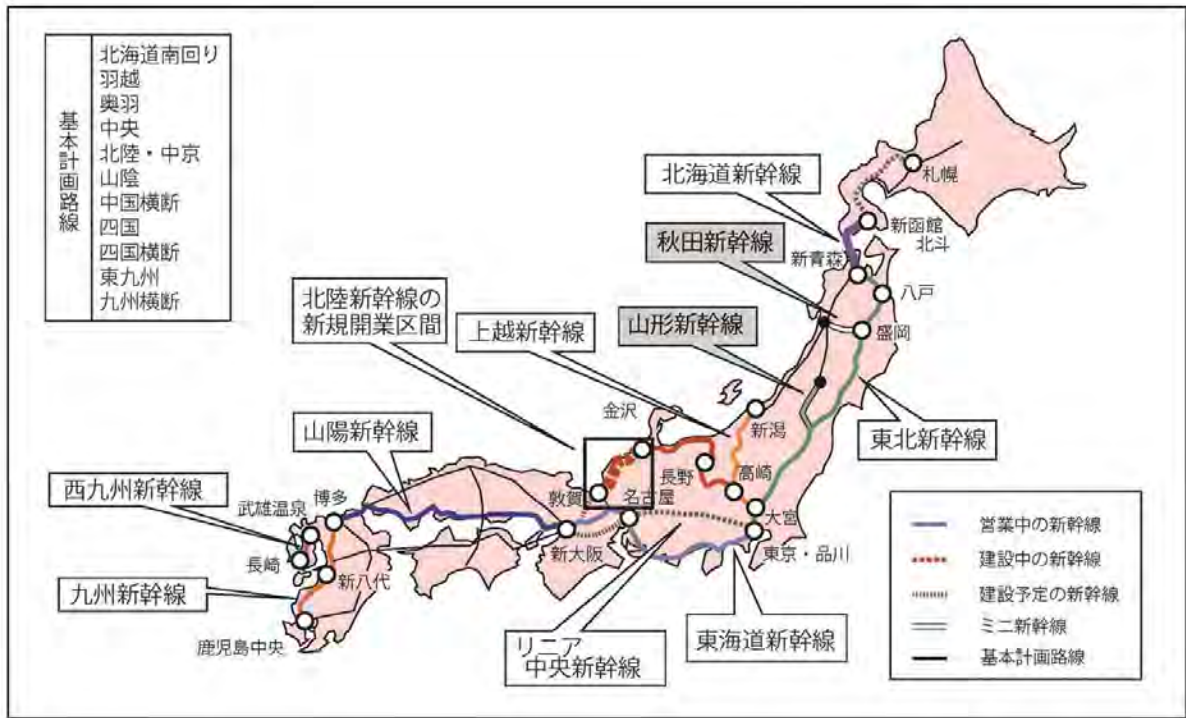 基本計画路線
北海道南回り
羽越
奥羽
中央
北陸・中京
山陰
中国横断
四国
四国横断
東九州
九州横断
北海道新幹線
札幌
新函館
北斗
秋田新幹線
新青森
八戸
北陸新幹線の
新規開業区間
上越新幹線
山形新幹線
盛岡
金沢
新潟
東北新幹線
山陽新幹線
長野
高崎
西九州新幹線
武雄温泉
博多
敦賀
名古屋
大宮
新大阪
東京・品川
長崎
新八代
九州新幹線
鹿児島中央
リニア
中央新幹線
東海道新幹線
営業中の新幹線
建設中の新幹線
建設予定の新幹線
ミニ新幹線
基本計画路線